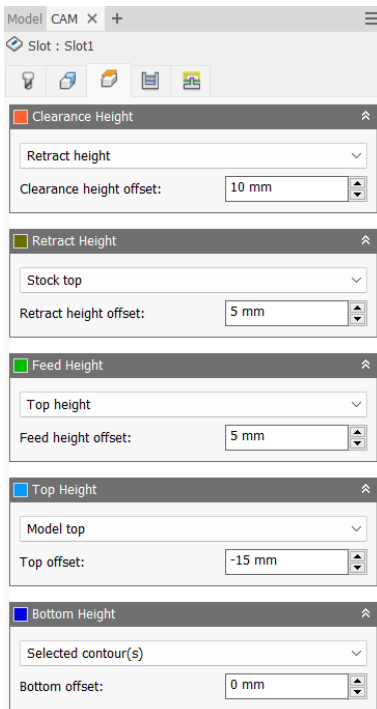 Model CAM × +
Slot : Slot1
Clearance Height
Retract height
Clearance height offset: 10 mm
Retract Height
Stock top
Retract height offset: 5 mm
Feed Height
Top height
Feed height offset: 5 mm
Top Height
Model top
Top offset: -15 mm
Bottom Height
Selected contour(s)
Bottom offset: 0 mm